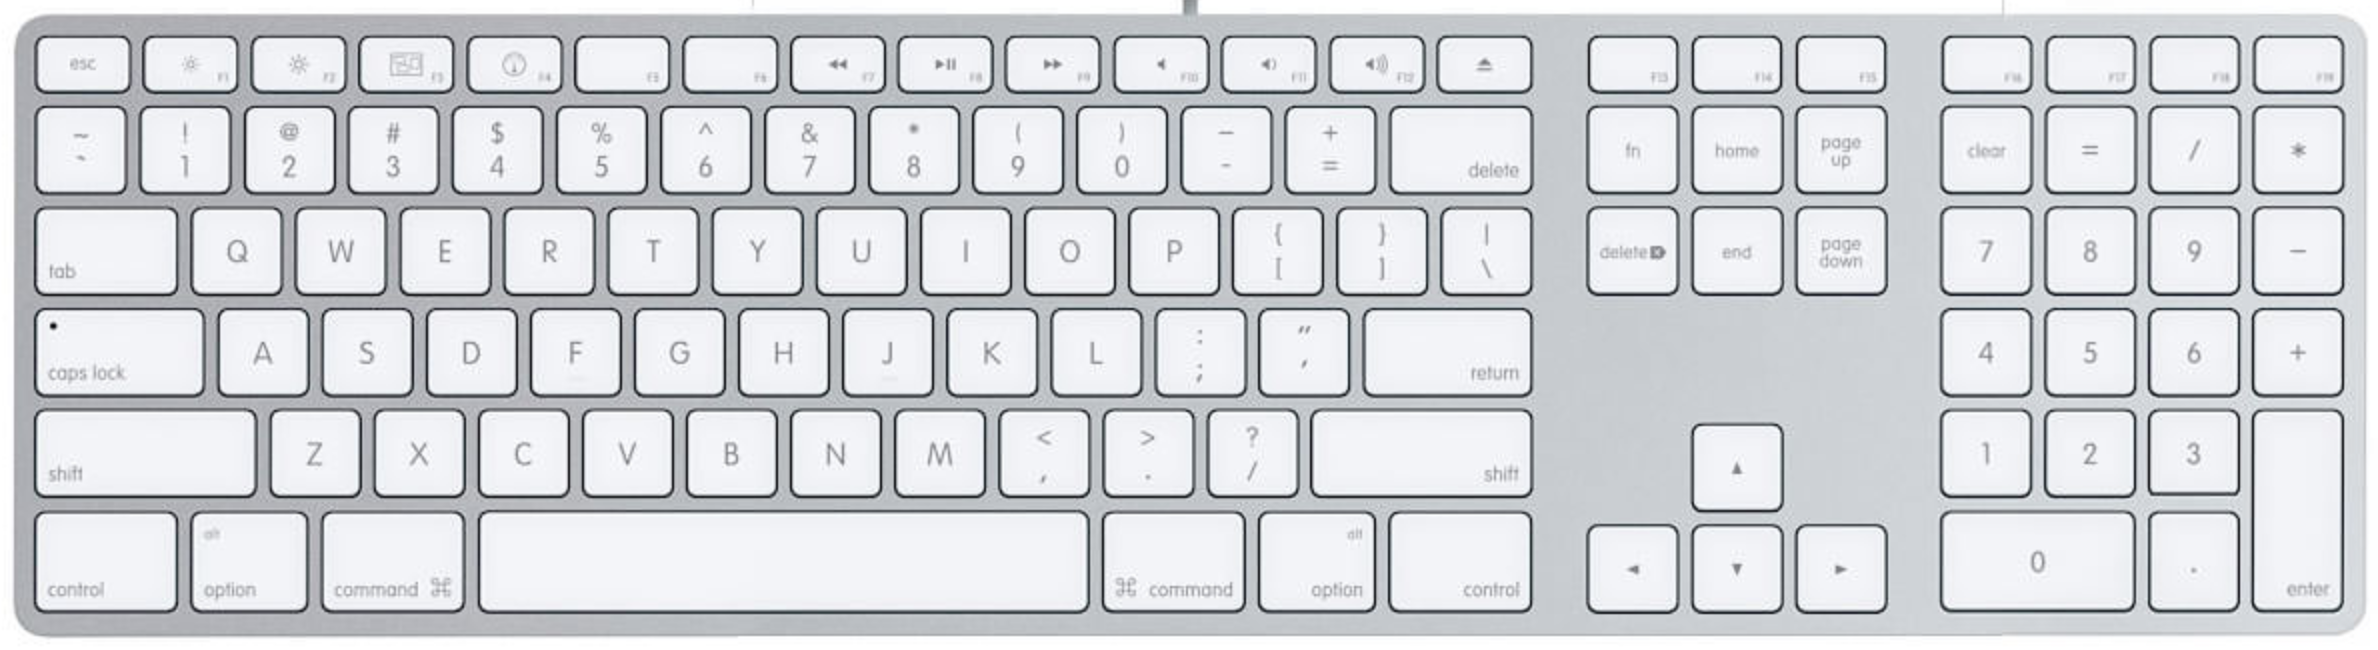 esc F1 F2 F3 F4 F5 F6 F7 F8 F9 F10 F11 F12 F13 F14 F15 F16 F17 F18 F19
~ ! @ # $ % ^ & * ( ) _ +
` 1 2 3 4 5 6 7 8 9 0 - = delete fn home page up clear = / *
tab Q W E R T Y U I O P { [ } ] | \ delete end page down 7 8 9 −
caps lock A S D F G H J K L : ; " ' return 4 5 6 +
shift Z X C V B N M < , > . ? / shift 1 2 3
control alt option command ⌘ ⌘ command alt option control 0 . enter